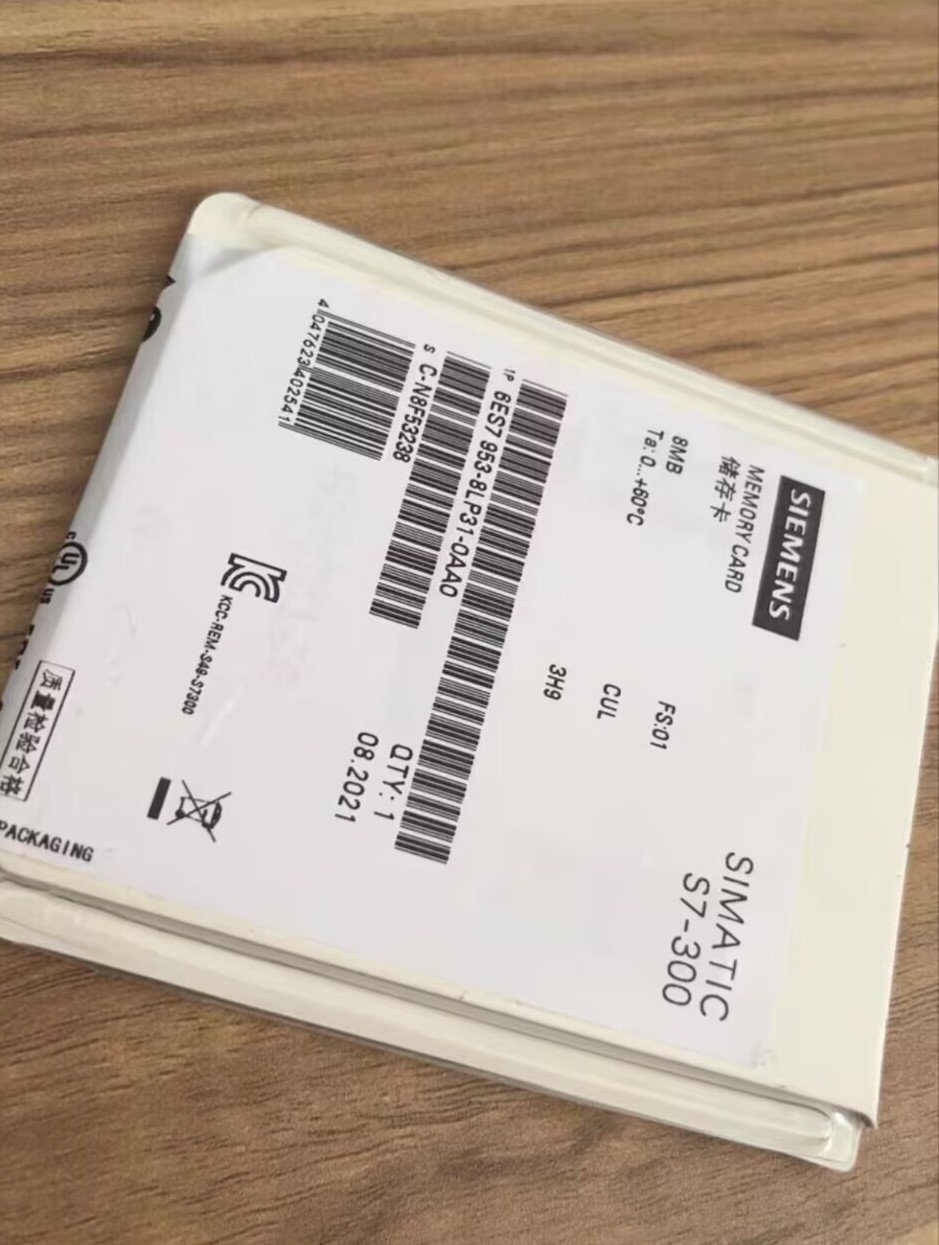 SIEMENS
SIMATIC
S7-300
MEMORY CARD
储存卡
8MB
Ta: 0...+60℃
FS:01
CUL
3H9
1P 6ES7 953-8LP31-0AA0
S C-N8F53238
QTY: 1
08.2021
4 047623 402541
KCC-REM-S49-S7300
UL
质量检验合格
PACKAGING